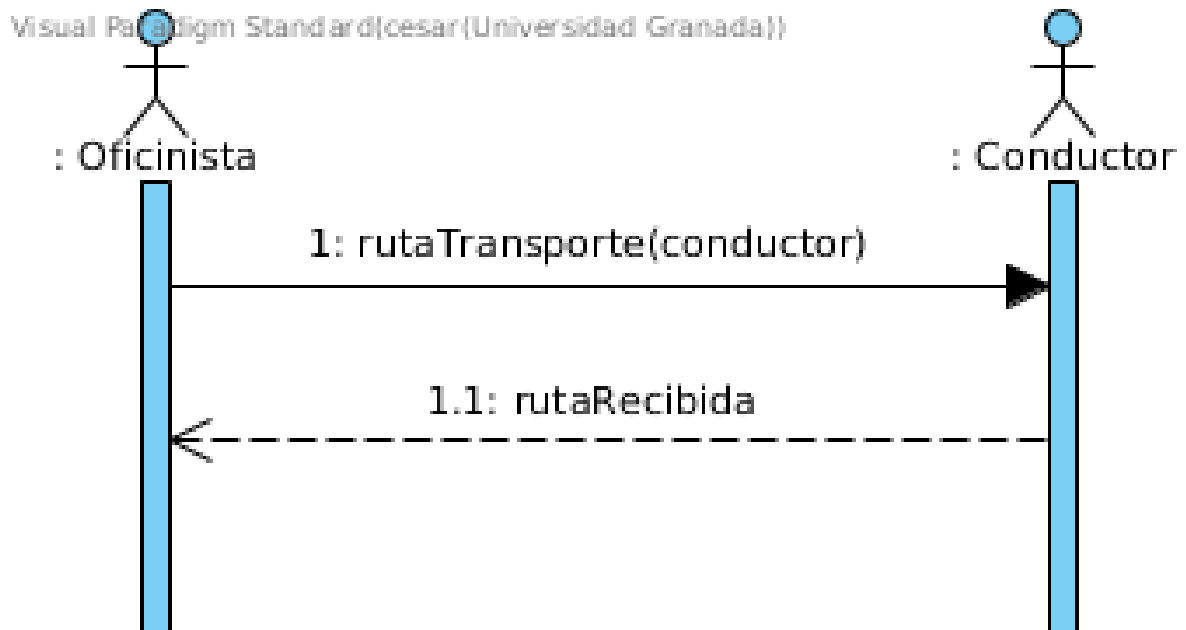 Visual Paradigm Standard(cesar(Universidad Granada))
: Oficinista
: Conductor
1: rutaTransporte(conductor)
1.1: rutaRecibida